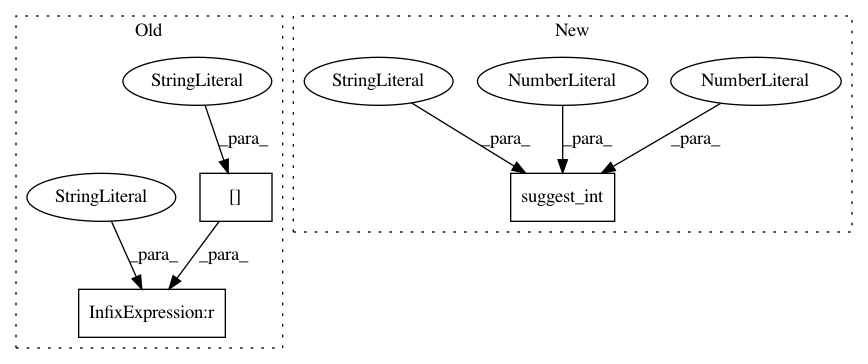 Old
New
StringLiteral
StringLiteral
NumberLiteral
NumberLiteral
_para_
_para_
_para_
_para_
StringLiteral
[]
suggest_int
_para_
_para_
InfixExpression:r